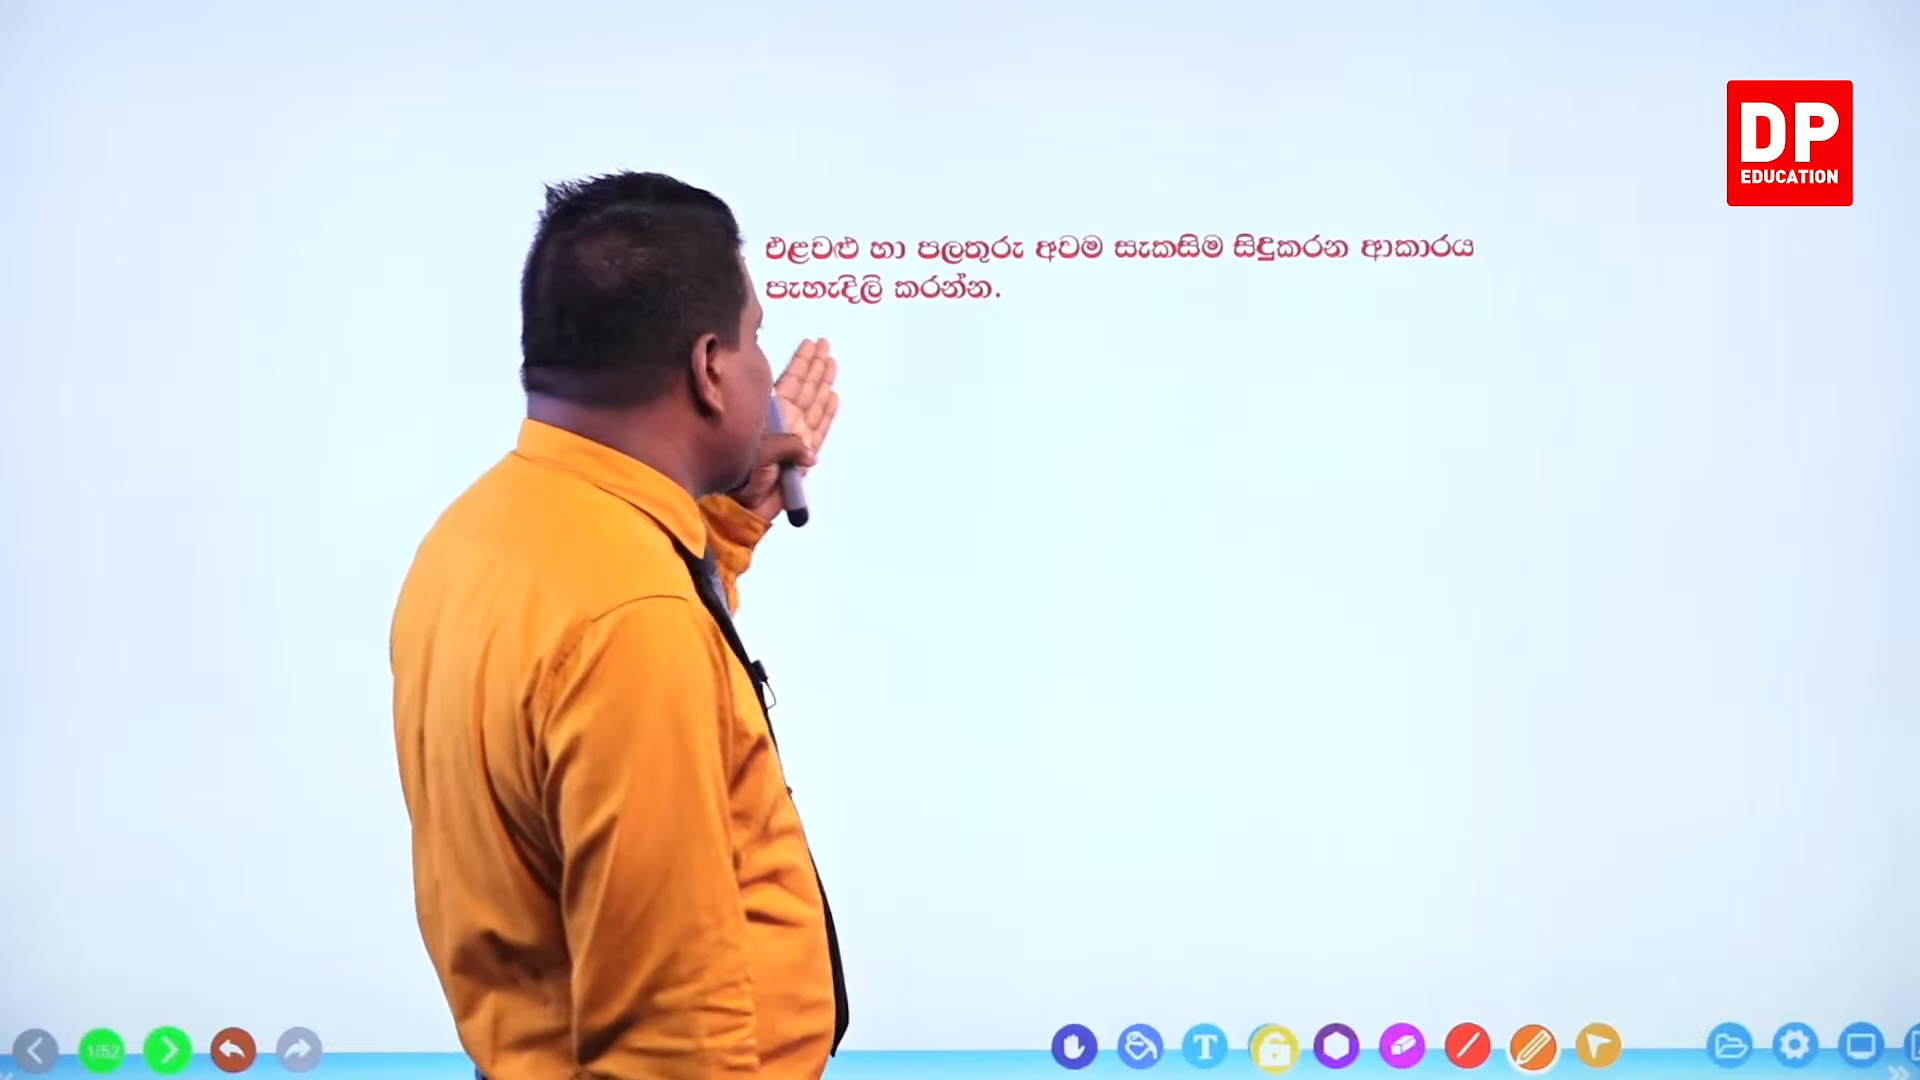 DP
EDUCATION
එළවළු හා පලතුරු අවම සැකසිම සිදුකරන ආකාරය
පැහැදිලි කරන්න.
1/52
T